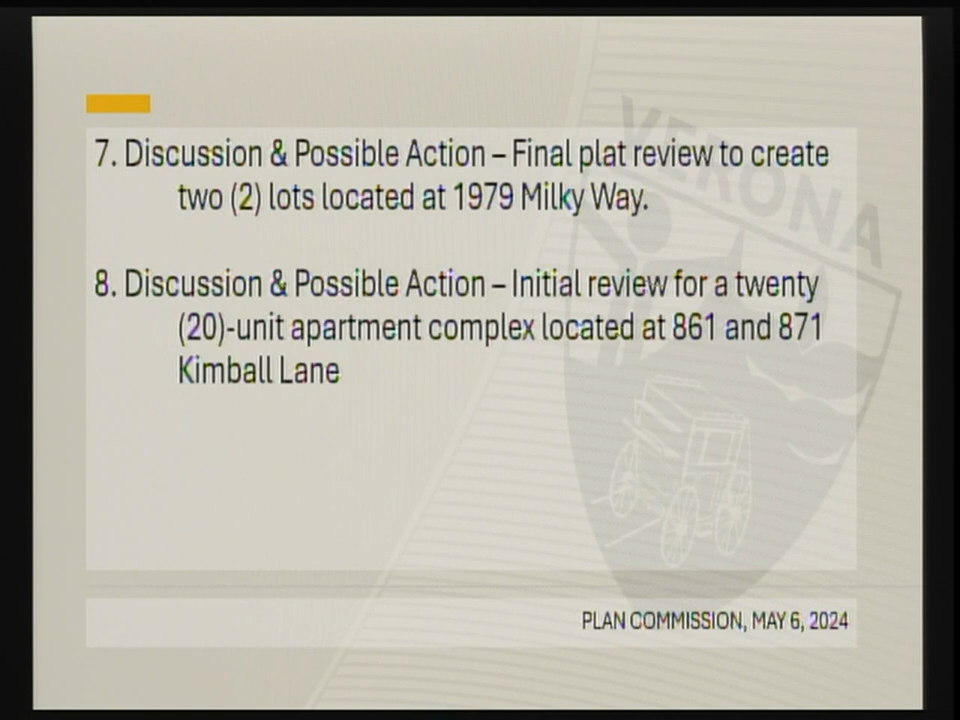 VERONA
7. Discussion & Possible Action – Final plat review to create
two (2) lots located at 1979 Milky Way.
8. Discussion & Possible Action – Initial review for a twenty
(20)-unit apartment complex located at 861 and 871
Kimball Lane
PLAN COMMISSION, MAY 6, 2024